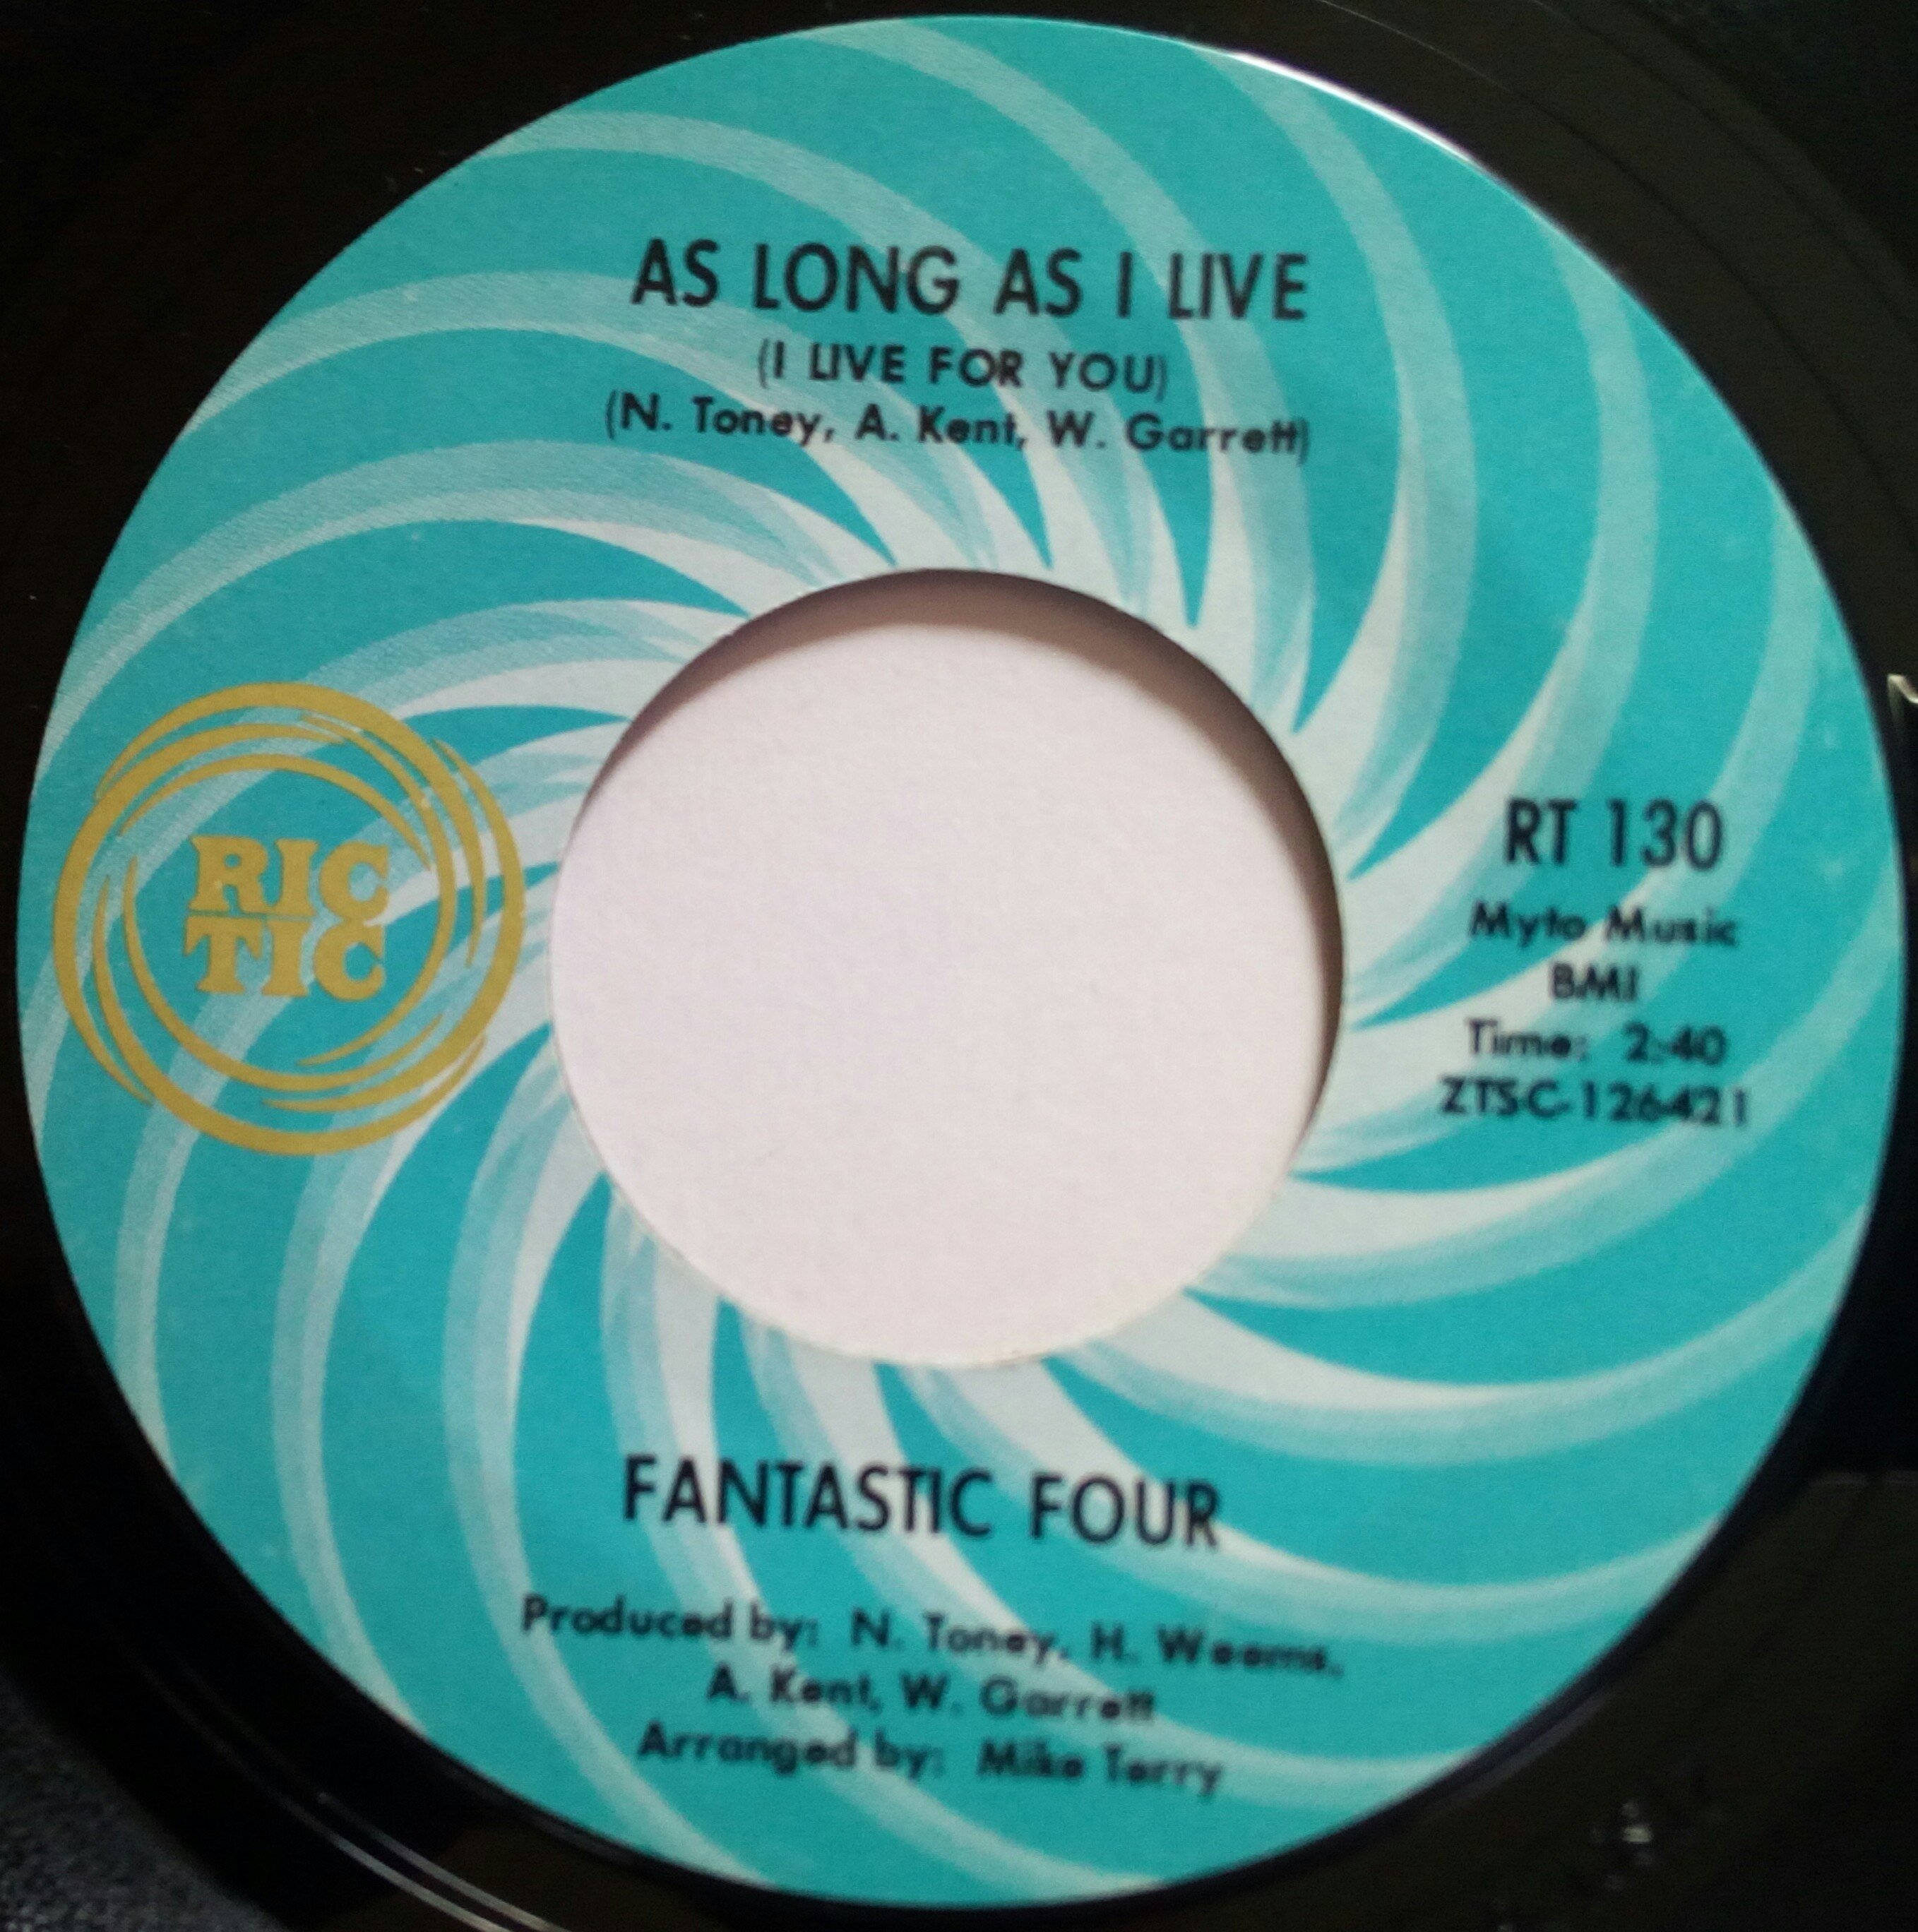 AS LONG AS I LIVE
(I LIVE FOR YOU)
(N. Toney, A. Kent, W. Garrett)
RIC
TIC
RT 130
Myto Music
BMI
Time: 2:40
ZTSC-126421
FANTASTIC FOUR
Produced by: N. Toney, H. Weems,
A. Kent, W. Garrett
Arranged by: Mike Terry